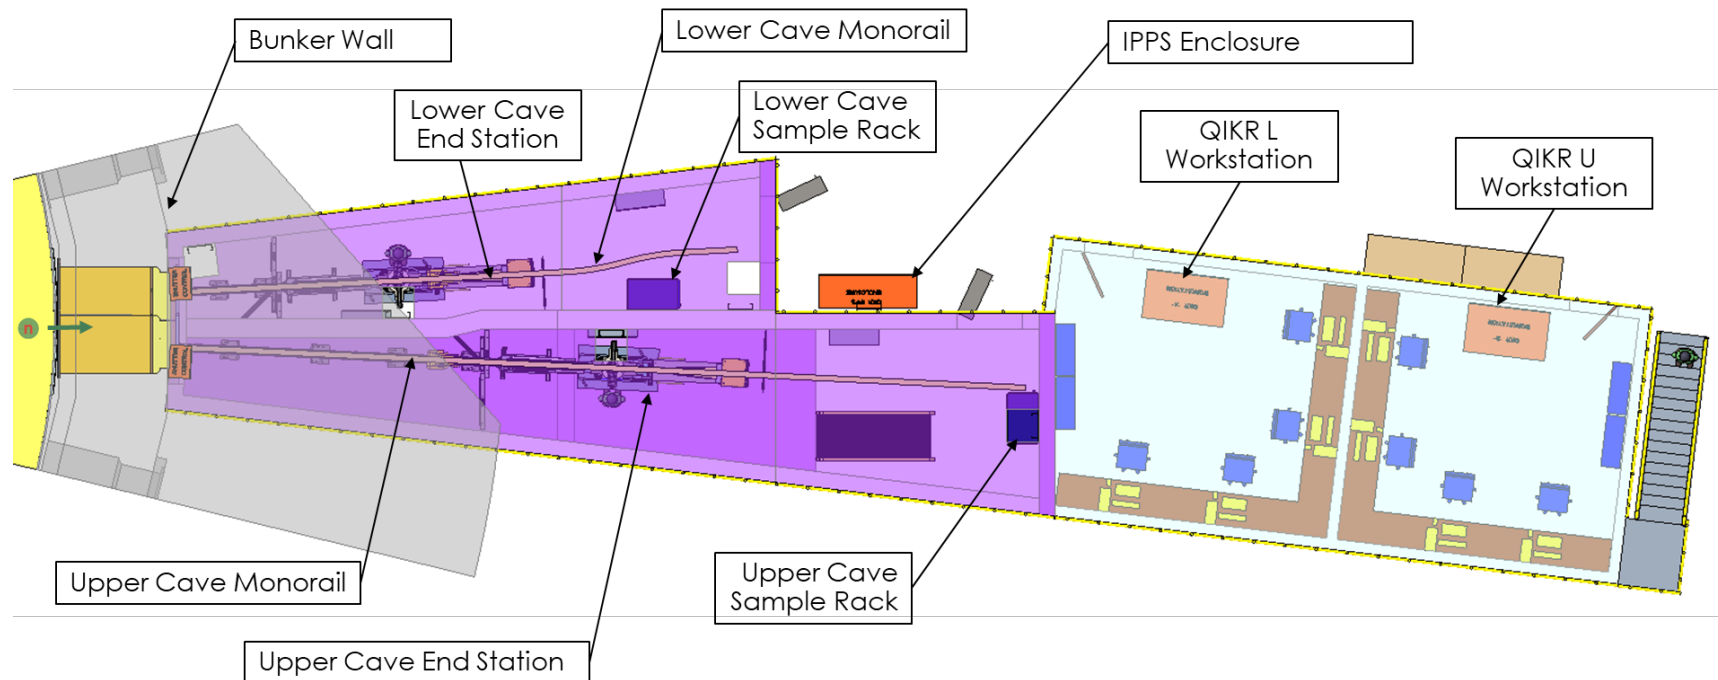 Bunker Wall
Lower Cave Monorail
IPPS Enclosure
Lower Cave
End Station
Lower Cave
Sample Rack
QIKR L
Workstation
QIKR U
Workstation
n
Upper Cave Monorail
Upper Cave
Sample Rack
Upper Cave End Station